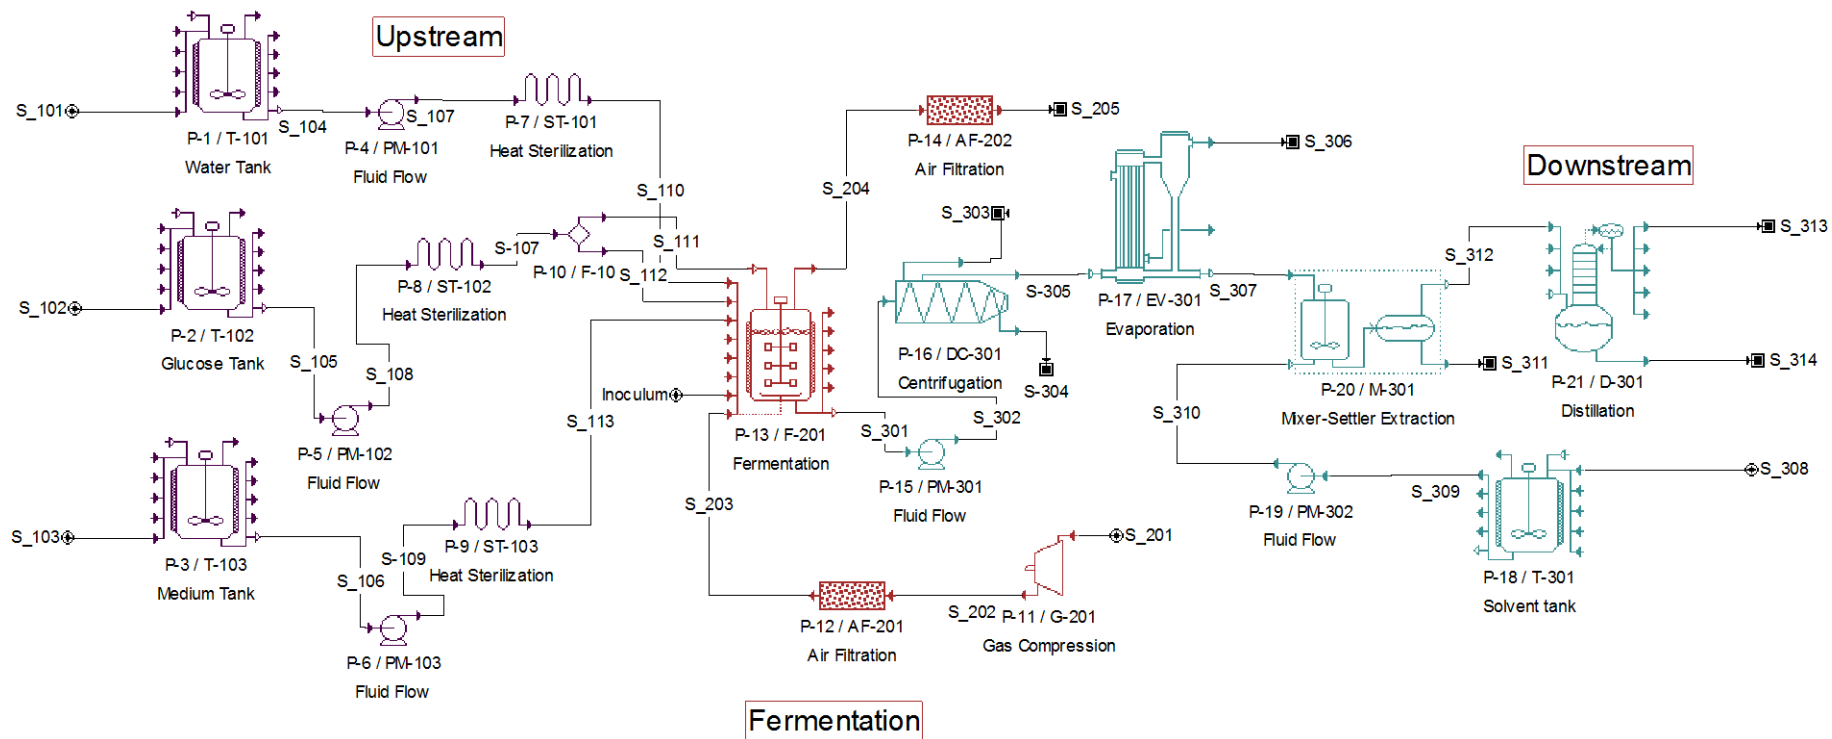 Upstream
S_101
P-1 / T-101
Water Tank
S_104
P-4 / PM-101
Fluid Flow
S_107
P-7 / ST-101
Heat Sterilization
S_110
S_102
P-2 / T-102
Glucose Tank
S_105
P-5 / PM-102
Fluid Flow
S_108
P-8 / ST-102
Heat Sterilization
S-107
P-10 / F-10
S_111
S_112
S_103
P-3 / T-103
Medium Tank
S_106
P-6 / PM-103
Fluid Flow
S-109
P-9 / ST-103
Heat Sterilization
S_113
Inoculum
P-13 / F-201
Fermentation
S_204
P-14 / AF-202
Air Filtration
S_205
S_203
P-12 / AF-201
Air Filtration
S_202
P-11 / G-201
Gas Compression
S_201
Fermentation
S_301
P-15 / PM-301
Fluid Flow
S_302
S_303
P-16 / DC-301
Centrifugation
S-304
S-305
P-17 / EV-301
Evaporation
S_306
S_307
Downstream
P-20 / M-301
Mixer-Settler Extraction
S_310
S_311
S_312
P-21 / D-301
Distillation
S_313
S_314
P-19 / PM-302
Fluid Flow
S_309
P-18 / T-301
Solvent tank
S_308